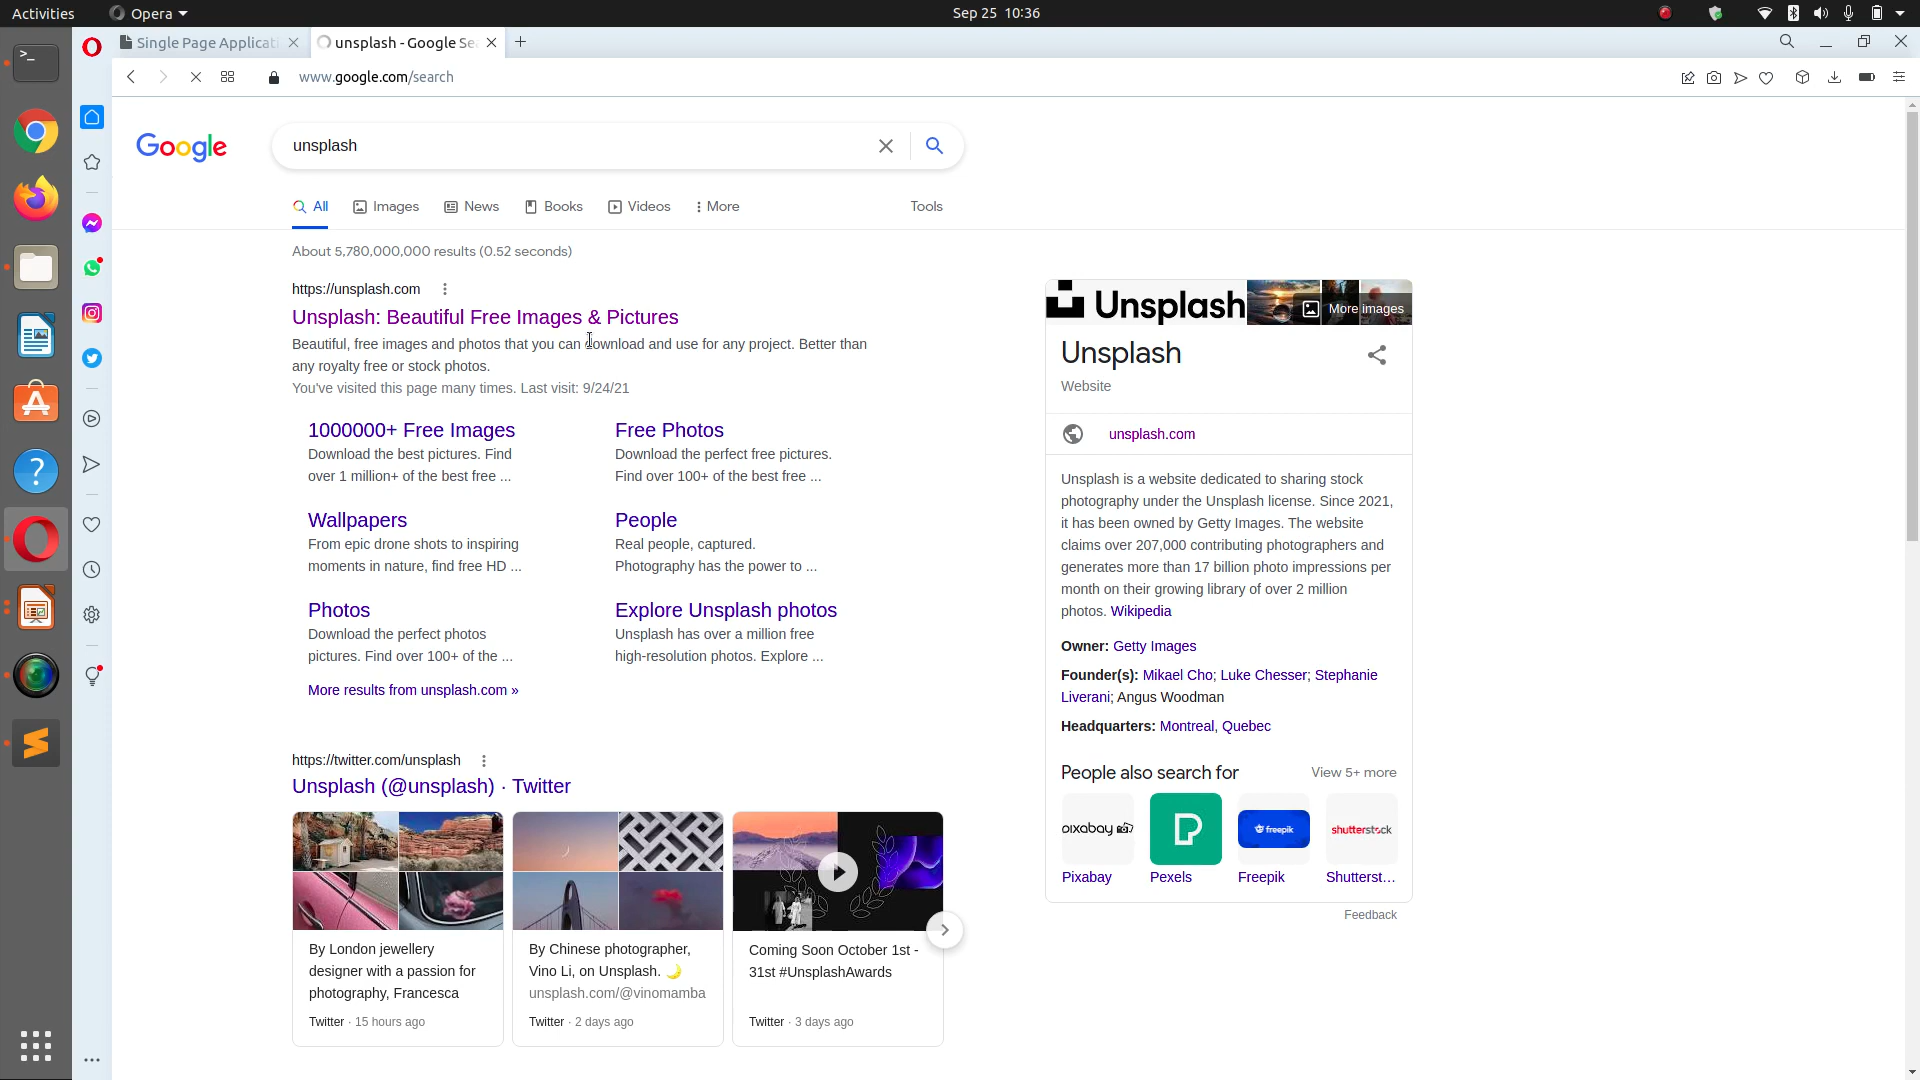 Activities
Opera
Sep 25 10:36
Single Page Applicati
unsplash - Google Se
www.google.com/search
Google
unsplash
All
Images
News
Books
Videos
More
Tools
About 5,780,000,000 results (0.52 seconds)
https://unsplash.com
Unsplash: Beautiful Free Images & Pictures
Beautiful, free images and photos that you can download and use for any project. Better than
any royalty free or stock photos.
You've visited this page many times. Last visit: 9/24/21
1000000+ Free Images
Download the best pictures. Find
over 1 million+ of the best free ...
Free Photos
Download the perfect free pictures.
Find over 100+ of the best free ...
Wallpapers
From epic drone shots to inspiring
moments in nature, find free HD ...
People
Real people, captured.
Photography has the power to ...
Photos
Download the perfect photos
pictures. Find over 100+ of the ...
Explore Unsplash photos
Unsplash has over a million free
high-resolution photos. Explore ...
More results from unsplash.com »
https://twitter.com/unsplash
Unsplash (@unsplash) · Twitter
By London jewellery
designer with a passion for
photography, Francesca
Twitter · 15 hours ago
By Chinese photographer,
Vino Li, on Unsplash. 🌙
unsplash.com/@vinomamba
Twitter · 2 days ago
Coming Soon October 1st -
31st #UnsplashAwards
Twitter · 3 days ago
Unsplash
More images
Unsplash
Website
unsplash.com
Unsplash is a website dedicated to sharing stock
photography under the Unsplash license. Since 2021,
it has been owned by Getty Images. The website
claims over 207,000 contributing photographers and
generates more than 17 billion photo impressions per
month on their growing library of over 2 million
photos. Wikipedia
Owner: Getty Images
Founder(s): Mikael Cho; Luke Chesser; Stephanie
Liverani; Angus Woodman
Headquarters: Montreal, Quebec
People also search for
View 5+ more
pixabay
freepik
shutterstock
Pixabay
Pexels
Freepik
Shutterst...
Feedback